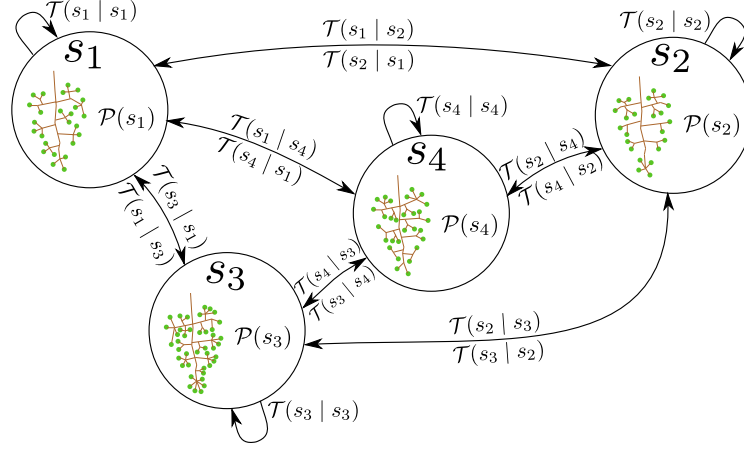 𝒯(s₁ | s₁)
s₁
𝒫(s₁)
𝒯(s₁ | s₂)
𝒯(s₂ | s₁)
𝒯(s₂ | s₂)
s₂
𝒫(s₂)
𝒯(s₁ | s₄)
𝒯(s₄ | s₁)
𝒯(s₄ | s₄)
s₄
𝒫(s₄)
𝒯(s₂ | s₄)
𝒯(s₄ | s₂)
𝒯(s₃ | s₁)
𝒯(s₁ | s₃)
s₃
𝒫(s₃)
𝒯(s₄ | s₃)
𝒯(s₃ | s₄)
𝒯(s₂ | s₃)
𝒯(s₃ | s₂)
𝒯(s₃ | s₃)